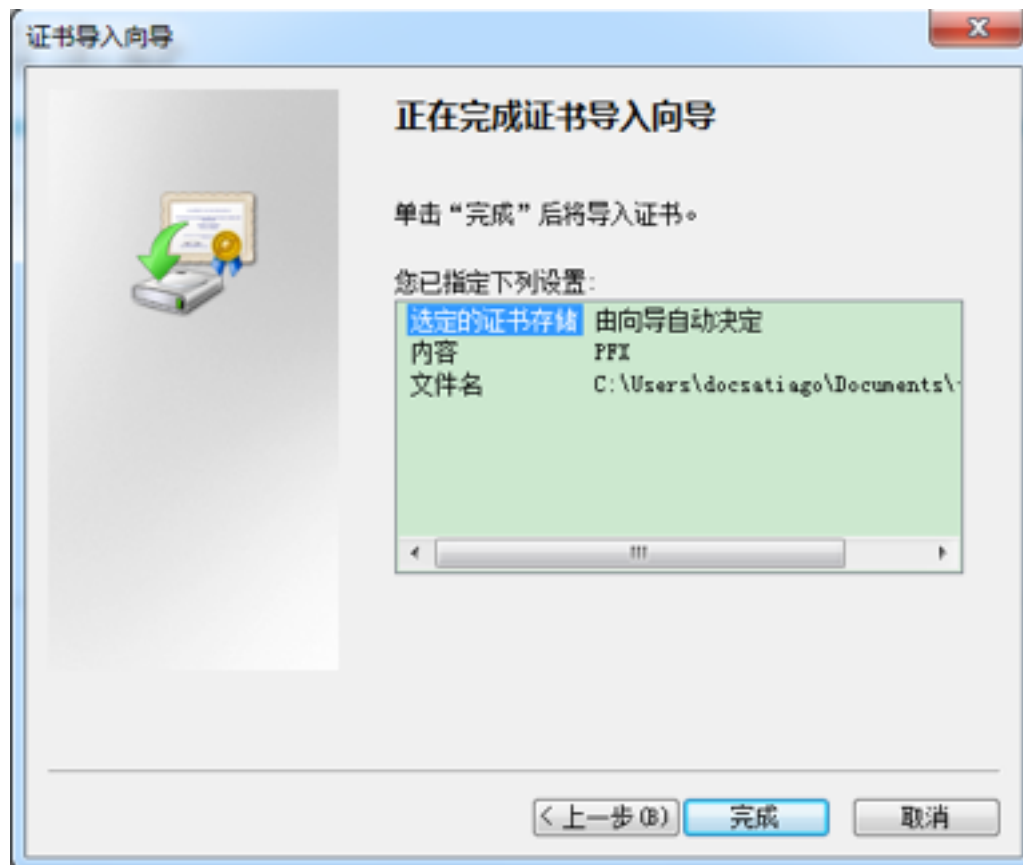 证书导入向导
正在完成证书导入向导
单击“完成”后将导入证书。
您已指定下列设置:
选定的证书存储 由向导自动决定
内容 PFX
文件名 C:\Users\docsatiago\Documents\
<上一步(B) 完成 取消